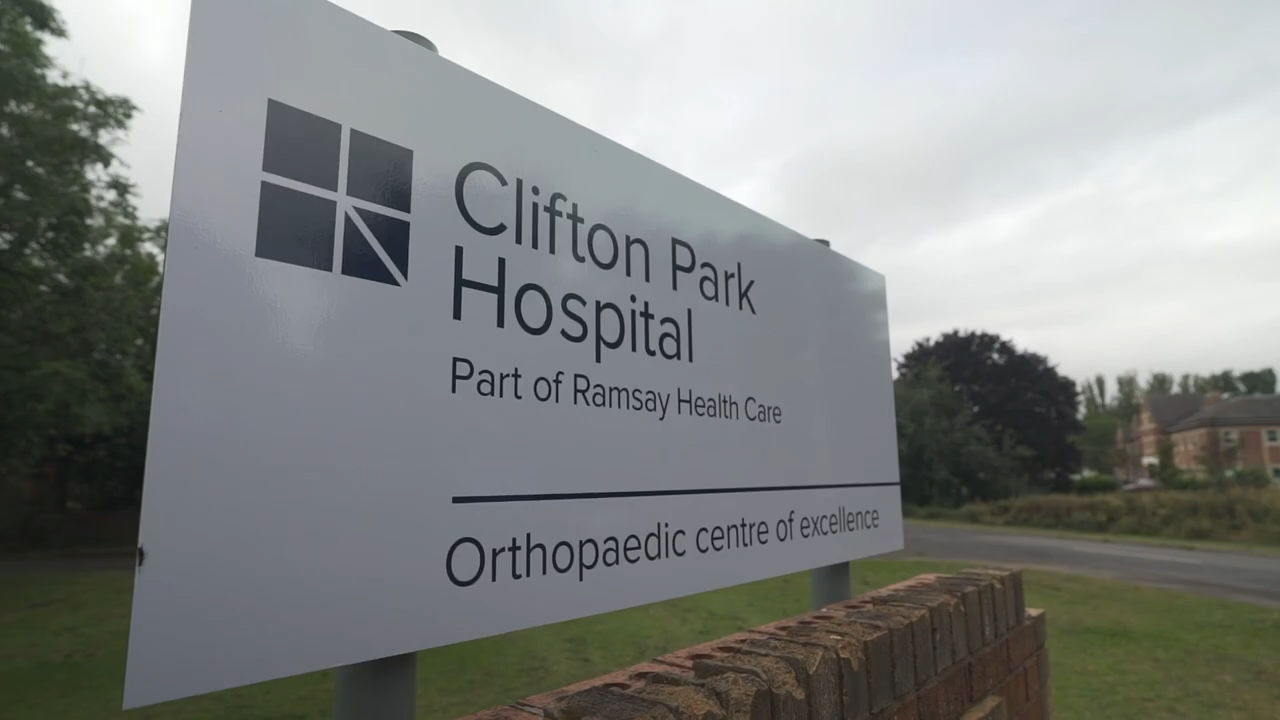 Clifton Park
Hospital
Part of Ramsay Health Care
Orthopaedic centre of excellence